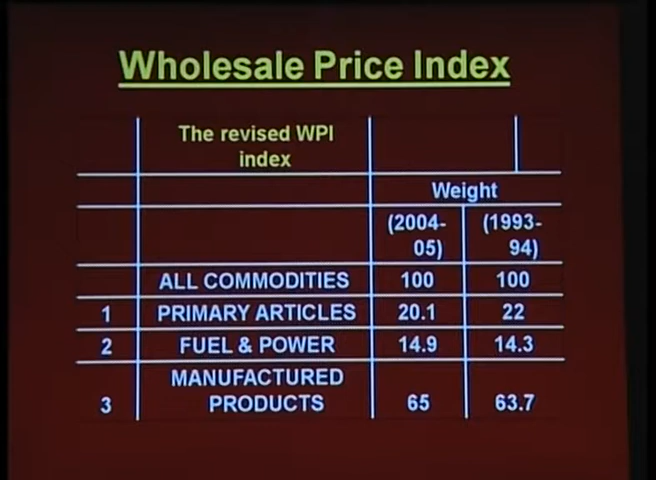 Wholesale Price Index
The revised WPI
index
Weight
(2004-
05)
(1993-
94)
ALL COMMODITIES 100 100
1 PRIMARY ARTICLES 20.1 22
2 FUEL & POWER 14.9 14.3
MANUFACTURED
3 PRODUCTS 65 63.7